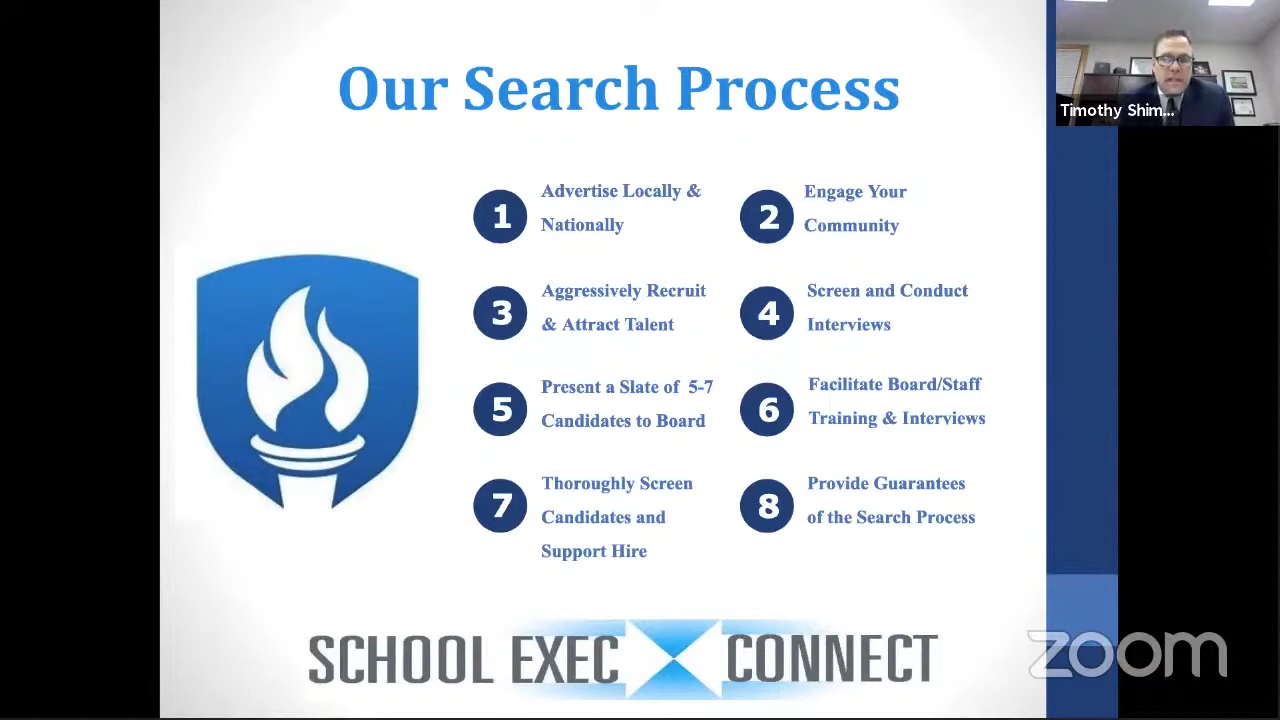 Our Search Process
Timothy Shim...
1
Advertise Locally &
Nationally
2
Engage Your
Community
3
Aggressively Recruit
& Attract Talent
4
Screen and Conduct
Interviews
5
Present a Slate of 5-7
Candidates to Board
6
Facilitate Board/Staff
Training & Interviews
7
Thoroughly Screen
Candidates and
Support Hire
8
Provide Guarantees
of the Search Process
SCHOOL EXEC CONNECT
zoom